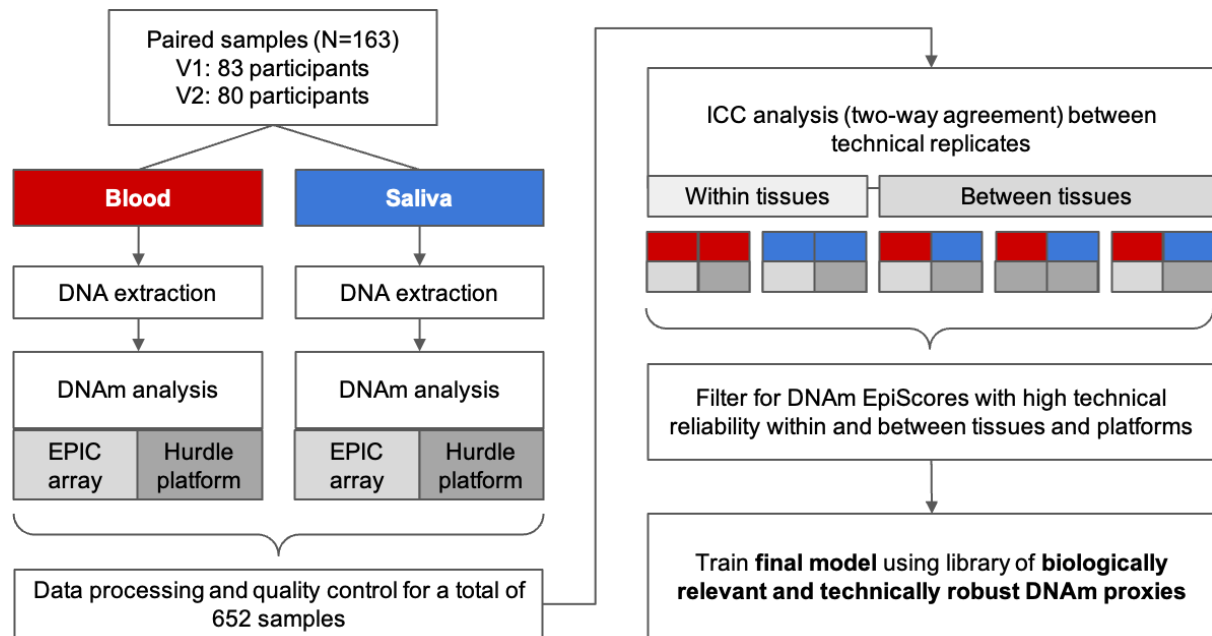 Paired samples (N=163)
V1: 83 participants
V2: 80 participants
Blood
Saliva
DNA extraction
DNA extraction
DNAm analysis
DNAm analysis
EPIC
array
Hurdle
platform
EPIC
array
Hurdle
platform
Data processing and quality control for a total of
652 samples
ICC analysis (two-way agreement) between
technical replicates
Within tissues
Between tissues
Filter for DNAm EpiScores with high technical
reliability within and between tissues and platforms
Train final model using library of biologically
relevant and technically robust DNAm proxies